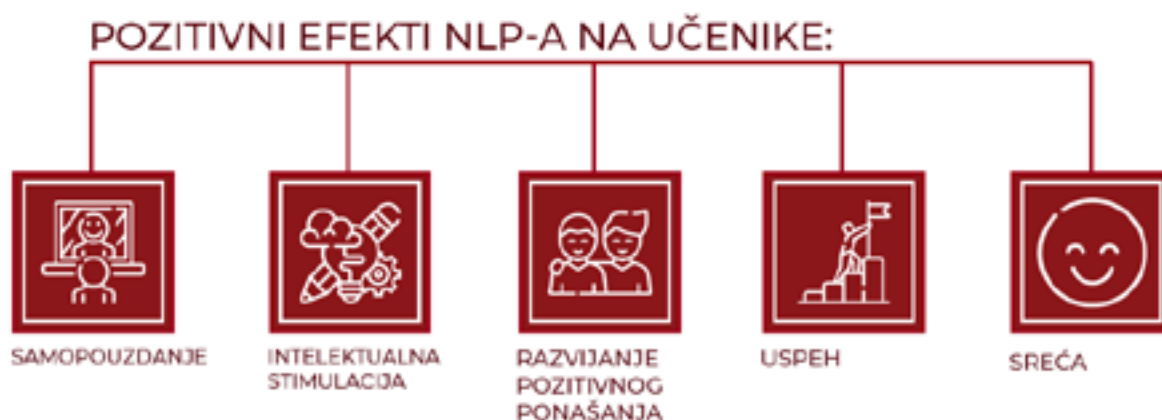 POZITIVNI EFEKTI NLP-A NA UČENIKE:
SAMOPOUZDANJE
INTELEKTUALNA
STIMULACIJA
RAZVIJANJE
POZITIVNOG
PONAŠANJA
USPEH
SREĆA